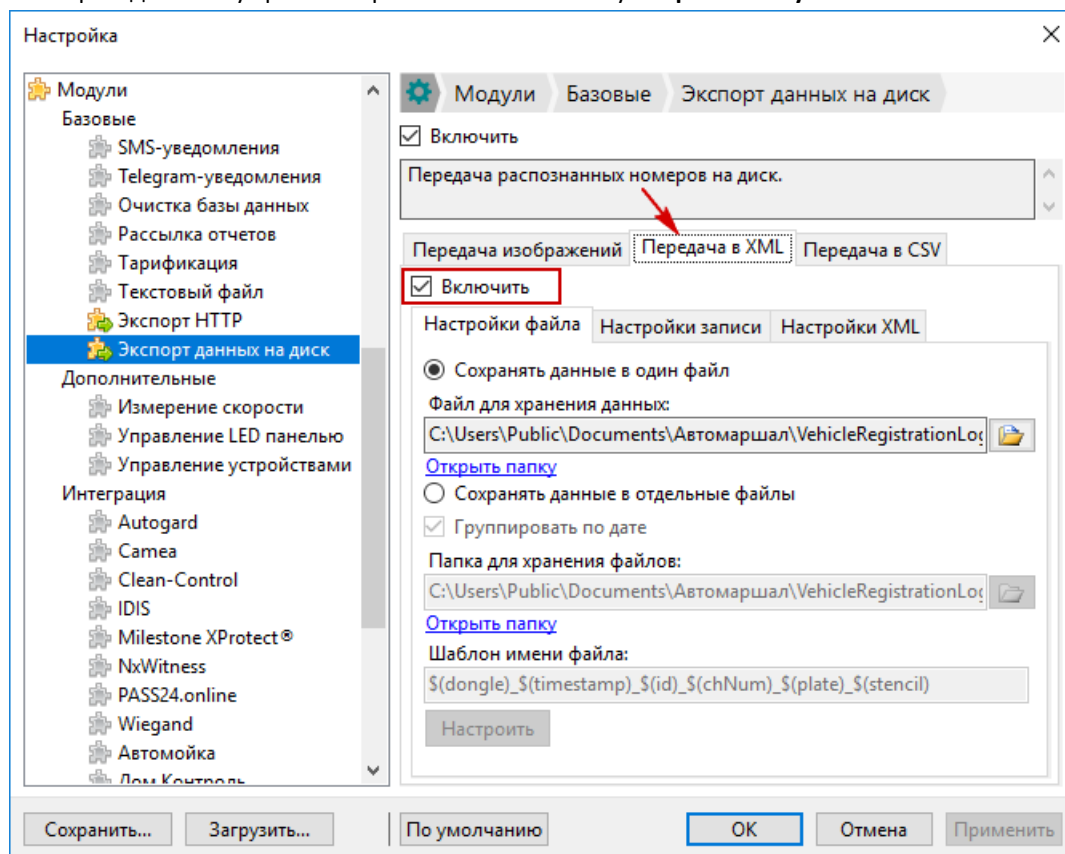 Настройка
Модули
Базовые
SMS-уведомления
Telegram-уведомления
Очистка базы данных
Рассылка отчетов
Тарификация
Текстовый файл
Экспорт HTTP
Экспорт данных на диск
Дополнительные
Измерение скорости
Управление LED панелью
Управление устройствами
Интеграция
Autogard
Camea
Clean-Control
IDIS
Milestone XProtect®
NxWitness
PASS24.online
Wiegand
Автомойка
Дом Контроль
Модули Базовые Экспорт данных на диск
Включить
Передача распознанных номеров на диск.
Передача изображений Передача в XML Передача в CSV
Включить
Настройки файла Настройки записи Настройки XML
Сохранять данные в один файл
Файл для хранения данных:
C:\Users\Public\Documents\Автомаршал\VehicleRegistrationLog
Открыть папку
Сохранять данные в отдельные файлы
Группировать по дате
Папка для хранения файлов:
C:\Users\Public\Documents\Автомаршал\VehicleRegistrationLog
Открыть папку
Шаблон имени файла:
$(dongle)_$(timestamp)_$(id)_$(chNum)_$(plate)_$(stencil)
Настроить
Сохранить... Загрузить... По умолчанию OK Отмена Применить